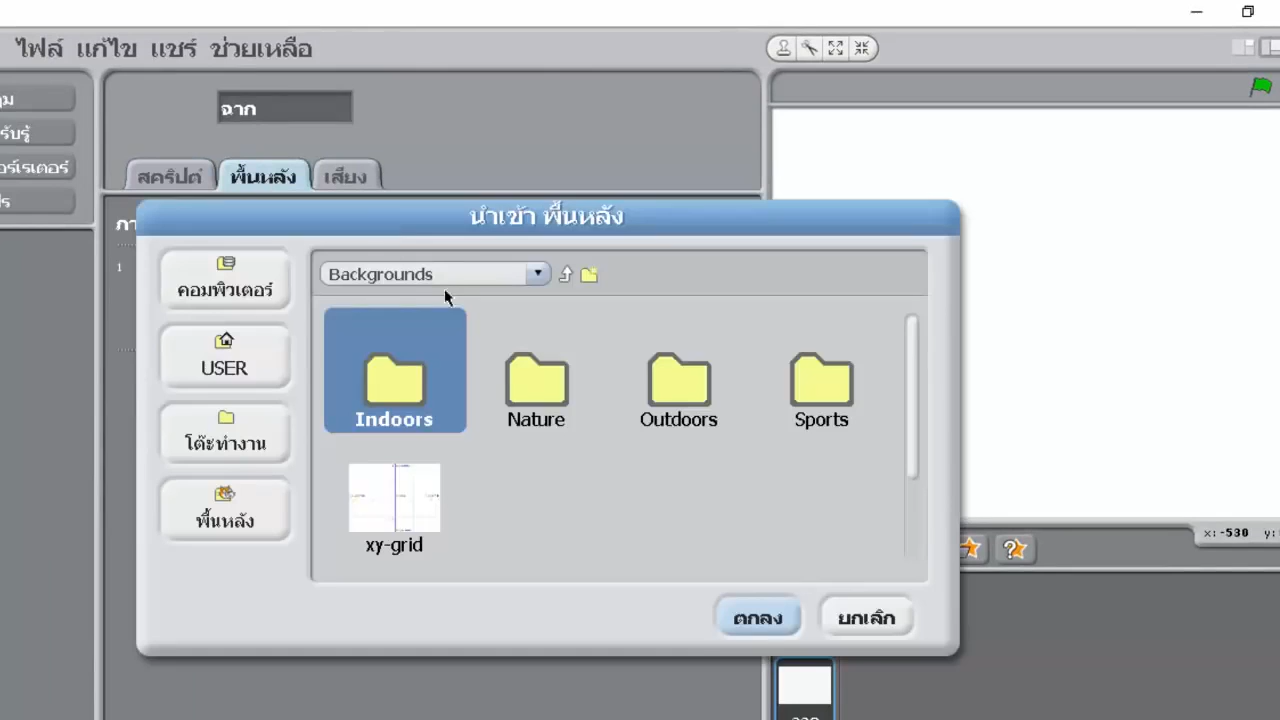 ไฟล์ แก้ไข แชร์ ช่วยเหลือ
ฉาก
รับรู้
สคริปต์ พื้นหลัง เสียง
นำเข้า พื้นหลัง
1
คอมพิวเตอร์
USER
โต๊ะทำงาน
พื้นหลัง
Backgrounds
Indoors Nature Outdoors Sports
xy-grid
ตกลง ยกเลิก
x: -530 y: